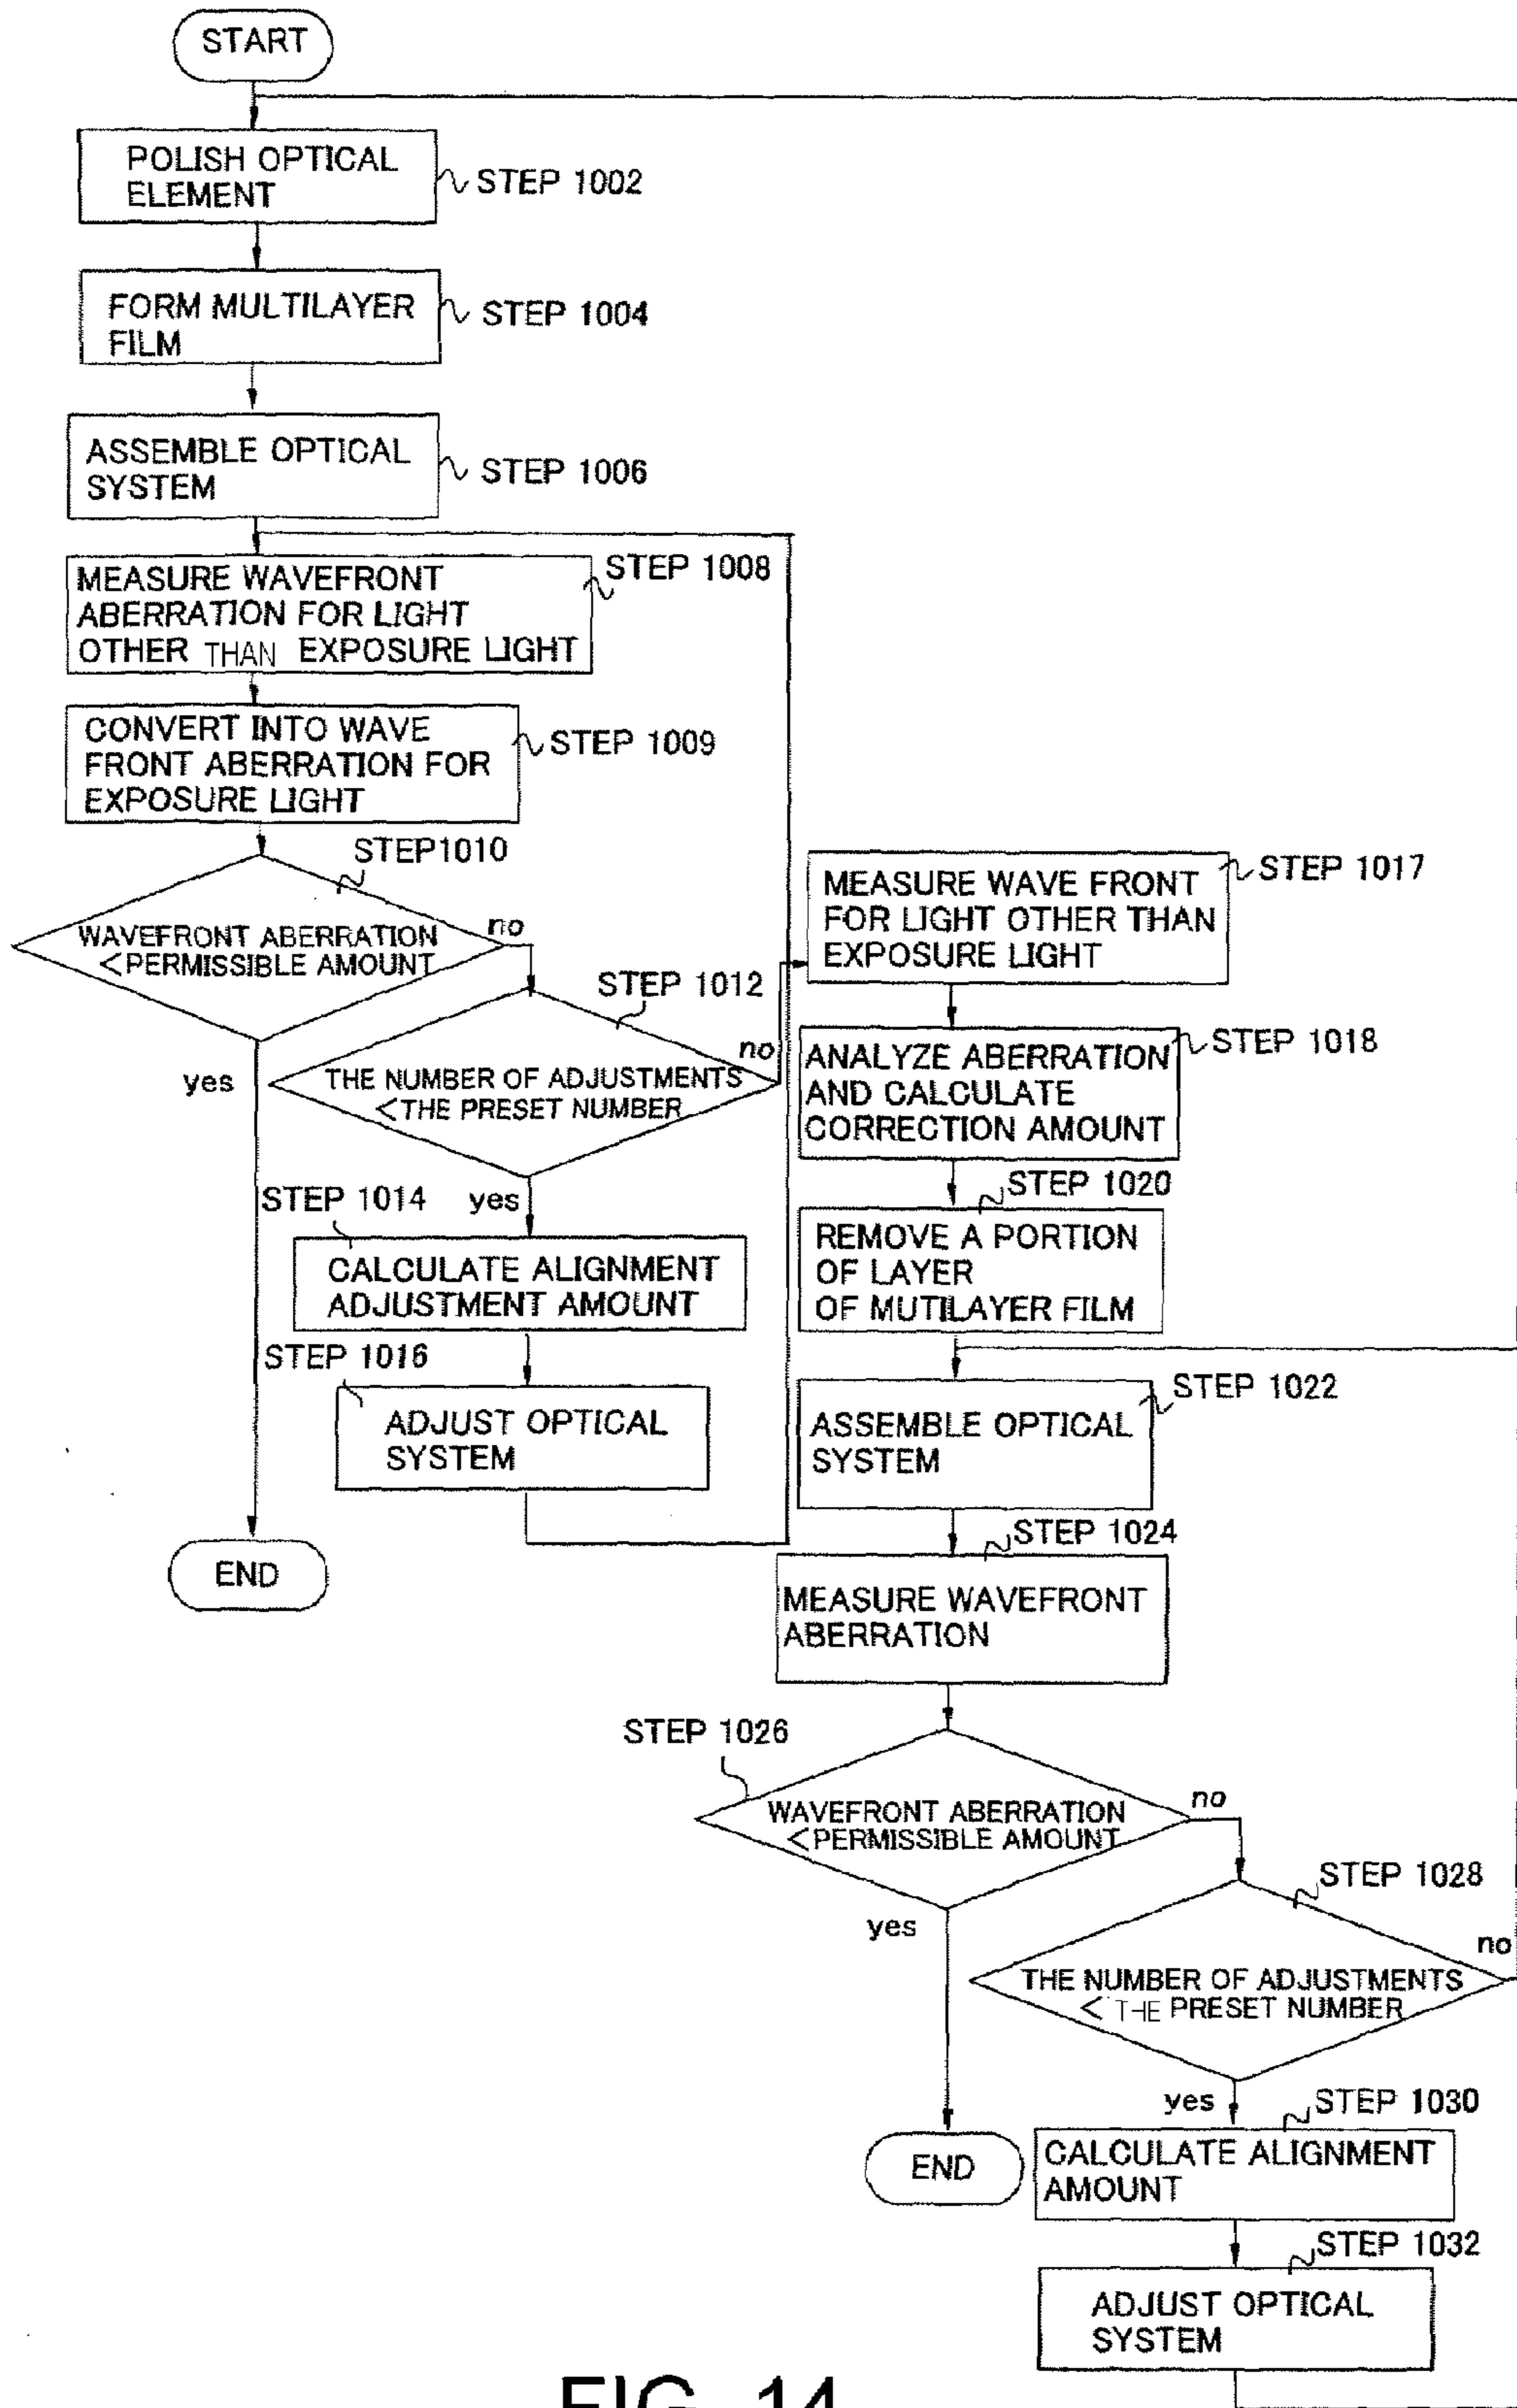 START
POLISH OPTICAL
ELEMENT
STEP 1002
FORM MULTILAYER
FILM
STEP 1004
ASSEMBLE OPTICAL
SYSTEM
STEP 1006
MEASURE WAVEFRONT
ABERRATION FOR LIGHT
OTHER THAN EXPOSURE LIGHT
STEP 1008
CONVERT INTO WAVE
FRONT ABERRATION FOR
EXPOSURE LIGHT
STEP 1009
STEP1010
WAVEFRONT ABERRATION
<PERMISSIBLE AMOUNT
no
yes
STEP 1012
THE NUMBER OF ADJUSTMENTS
<THE PRESET NUMBER
no
yes
STEP 1014
CALCULATE ALIGNMENT
ADJUSTMENT AMOUNT
STEP 1016
ADJUST OPTICAL
SYSTEM
END
MEASURE WAVE FRONT
FOR LIGHT OTHER THAN
EXPOSURE LIGHT
STEP 1017
ANALYZE ABERRATION
AND CALCULATE
CORRECTION AMOUNT
STEP 1018
STEP 1020
REMOVE A PORTION
OF LAYER
OF MUTILAYER FILM
STEP 1022
ASSEMBLE OPTICAL
SYSTEM
STEP 1024
MEASURE WAVEFRONT
ABERRATION
STEP 1026
WAVEFRONT ABERRATION
<PERMISSIBLE AMOUNT
no
yes
STEP 1028
THE NUMBER OF ADJUSTMENTS
<THE PRESET NUMBER
no
yes
END
STEP 1030
CALCULATE ALIGNMENT
AMOUNT
STEP 1032
ADJUST OPTICAL
SYSTEM
FIG. 14